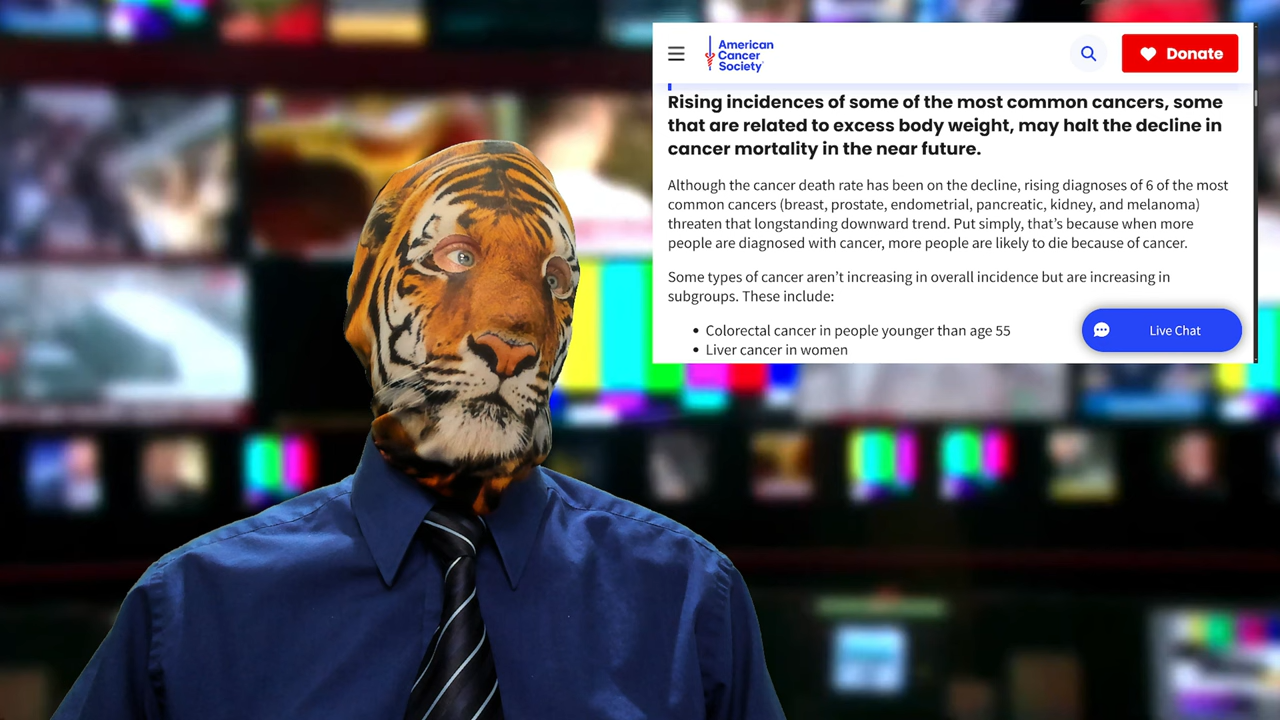 American
Cancer
Society
Donate
Rising incidences of some of the most common cancers, some
that are related to excess body weight, may halt the decline in
cancer mortality in the near future.
Although the cancer death rate has been on the decline, rising diagnoses of 6 of the most
common cancers (breast, prostate, endometrial, pancreatic, kidney, and melanoma)
threaten that longstanding downward trend. Put simply, that’s because when more
people are diagnosed with cancer, more people are likely to die because of cancer.
Some types of cancer aren’t increasing in overall incidence but are increasing in
subgroups. These include:
• Colorectal cancer in people younger than age 55
Live Chat
• Liver cancer in women